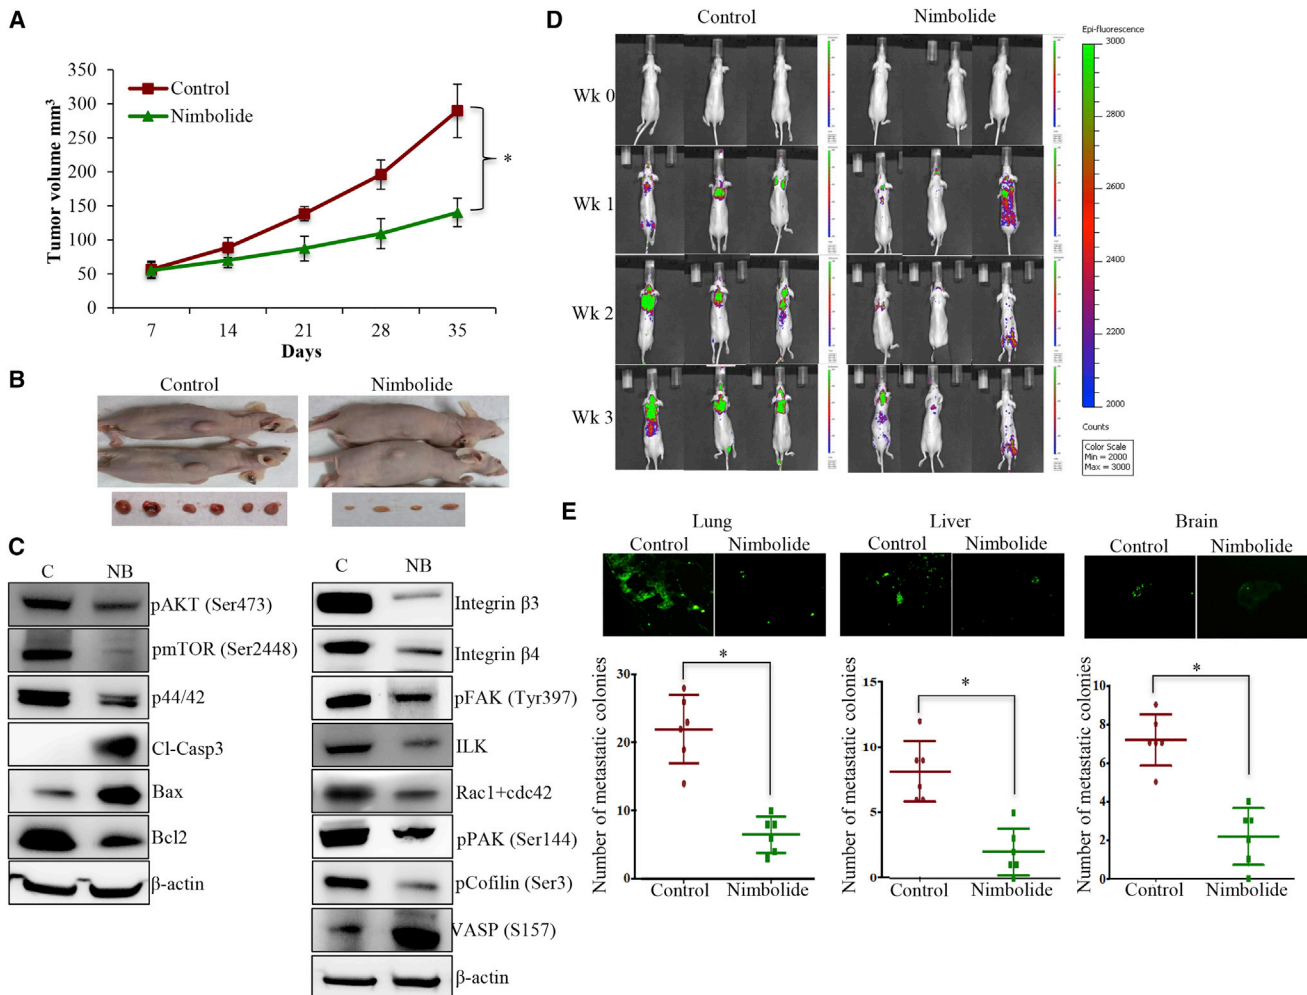 A
Tumor volume mm³
350
300
250
200
150
100
50
0
Control
Nimbolide
*
7 14 21 28 35
Days
B
Control Nimbolide
C
C NB
pAKT (Ser473)
pmTOR (Ser2448)
p44/42
Cl-Casp3
Bax
Bcl2
β-actin
C NB
Integrin β3
Integrin β4
pFAK (Tyr397)
ILK
Rac1+cdc42
pPAK (Ser144)
pCofilin (Ser3)
VASP (S157)
β-actin
D
Control Nimbolide
Wk 0
Wk 1
Wk 2
Wk 3
Epi-fluorescence
3000
2800
2600
2400
2200
2000
Counts
Color Scale
Min = 2000
Max = 3000
E
Lung
Control Nimbolide
Number of metastatic colonies
30
20
10
0
*
Control Nimbolide
Liver
Control Nimbolide
Number of metastatic colonies
15
10
5
0
*
Control Nimbolide
Brain
Control Nimbolide
Number of metastatic colonies
10
8
6
4
2
0
*
Control Nimbolide